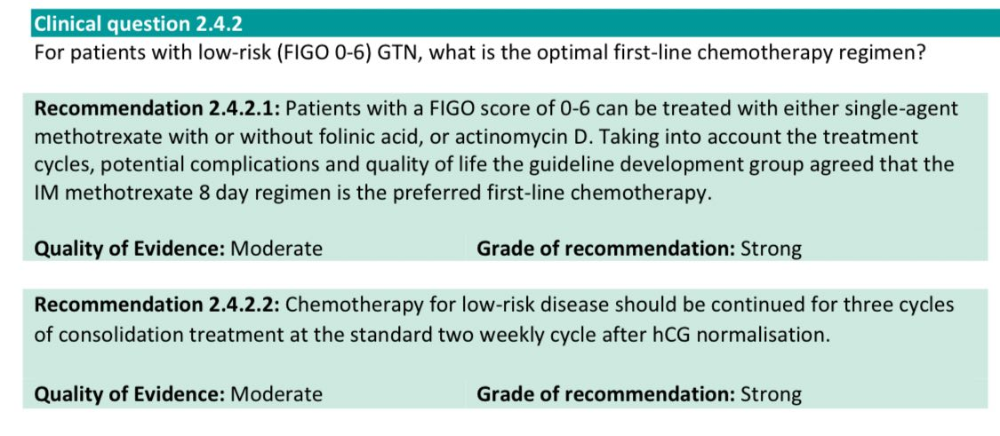 Clinical question 2.4.2
For patients with low-risk (FIGO 0-6) GTN, what is the optimal first-line chemotherapy regimen?
Recommendation 2.4.2.1: Patients with a FIGO score of 0-6 can be treated with either single-agent
methotrexate with or without folinic acid, or actinomycin D. Taking into account the treatment
cycles, potential complications and quality of life the guideline development group agreed that the
IM methotrexate 8 day regimen is the preferred first-line chemotherapy.
Quality of Evidence: Moderate Grade of recommendation: Strong
Recommendation 2.4.2.2: Chemotherapy for low-risk disease should be continued for three cycles
of consolidation treatment at the standard two weekly cycle after hCG normalisation.
Quality of Evidence: Moderate Grade of recommendation: Strong